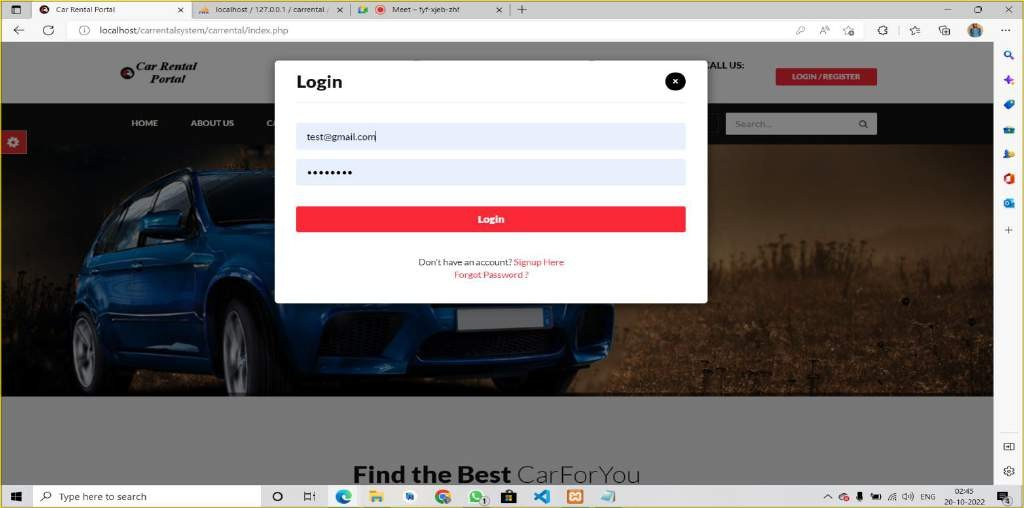 Car Rental Portal
localhost / 127.0.0.1 / carrental
Meet – fyf-xjeb-zhf
localhost/carrentalsystem/carrental/index.php
Car Rental
Portal
CALL US:
LOGIN / REGISTER
HOME
ABOUT US
Search...
Login
test@gmail.com
Login
Don't have an account? Signup Here
Forgot Password ?
Find the Best CarForYou
Type here to search
1
ENG
02:45
20-10-2022
4